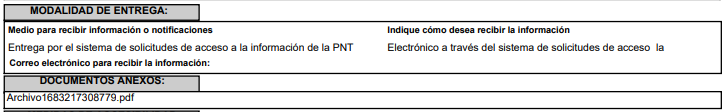 MODALIDAD DE ENTREGA:
Medio para recibir información o notificaciones
Indique cómo desea recibir la información
Entrega por el sistema de solicitudes de acceso a la información de la PNT
Electrónico a través del sistema de solicitudes de acceso la
Correo electrónico para recibir la información:
DOCUMENTOS ANEXOS:
Archivo1683217308779.pdf